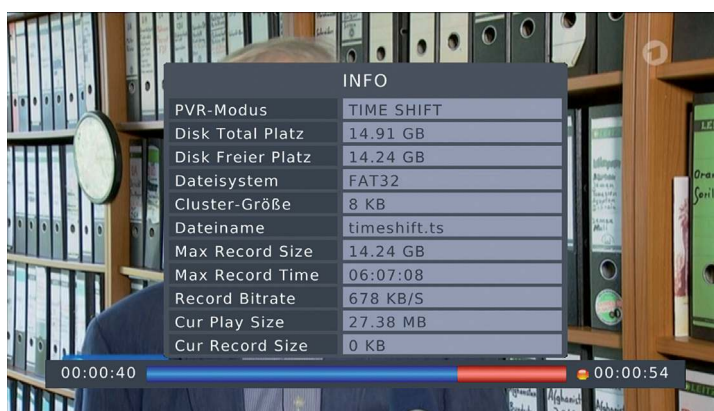 INFO
PVR-Modus TIME SHIFT
Disk Total Platz 14.91 GB
Disk Freier Platz 14.24 GB
Dateisystem FAT32
Cluster-Größe 8 KB
Dateiname timeshift.ts
Max Record Size 14.24 GB
Max Record Time 06:07:08
Record Bitrate 678 KB/S
Cur Play Size 27.38 MB
Cur Record Size 0 KB
00:00:40 00:00:54